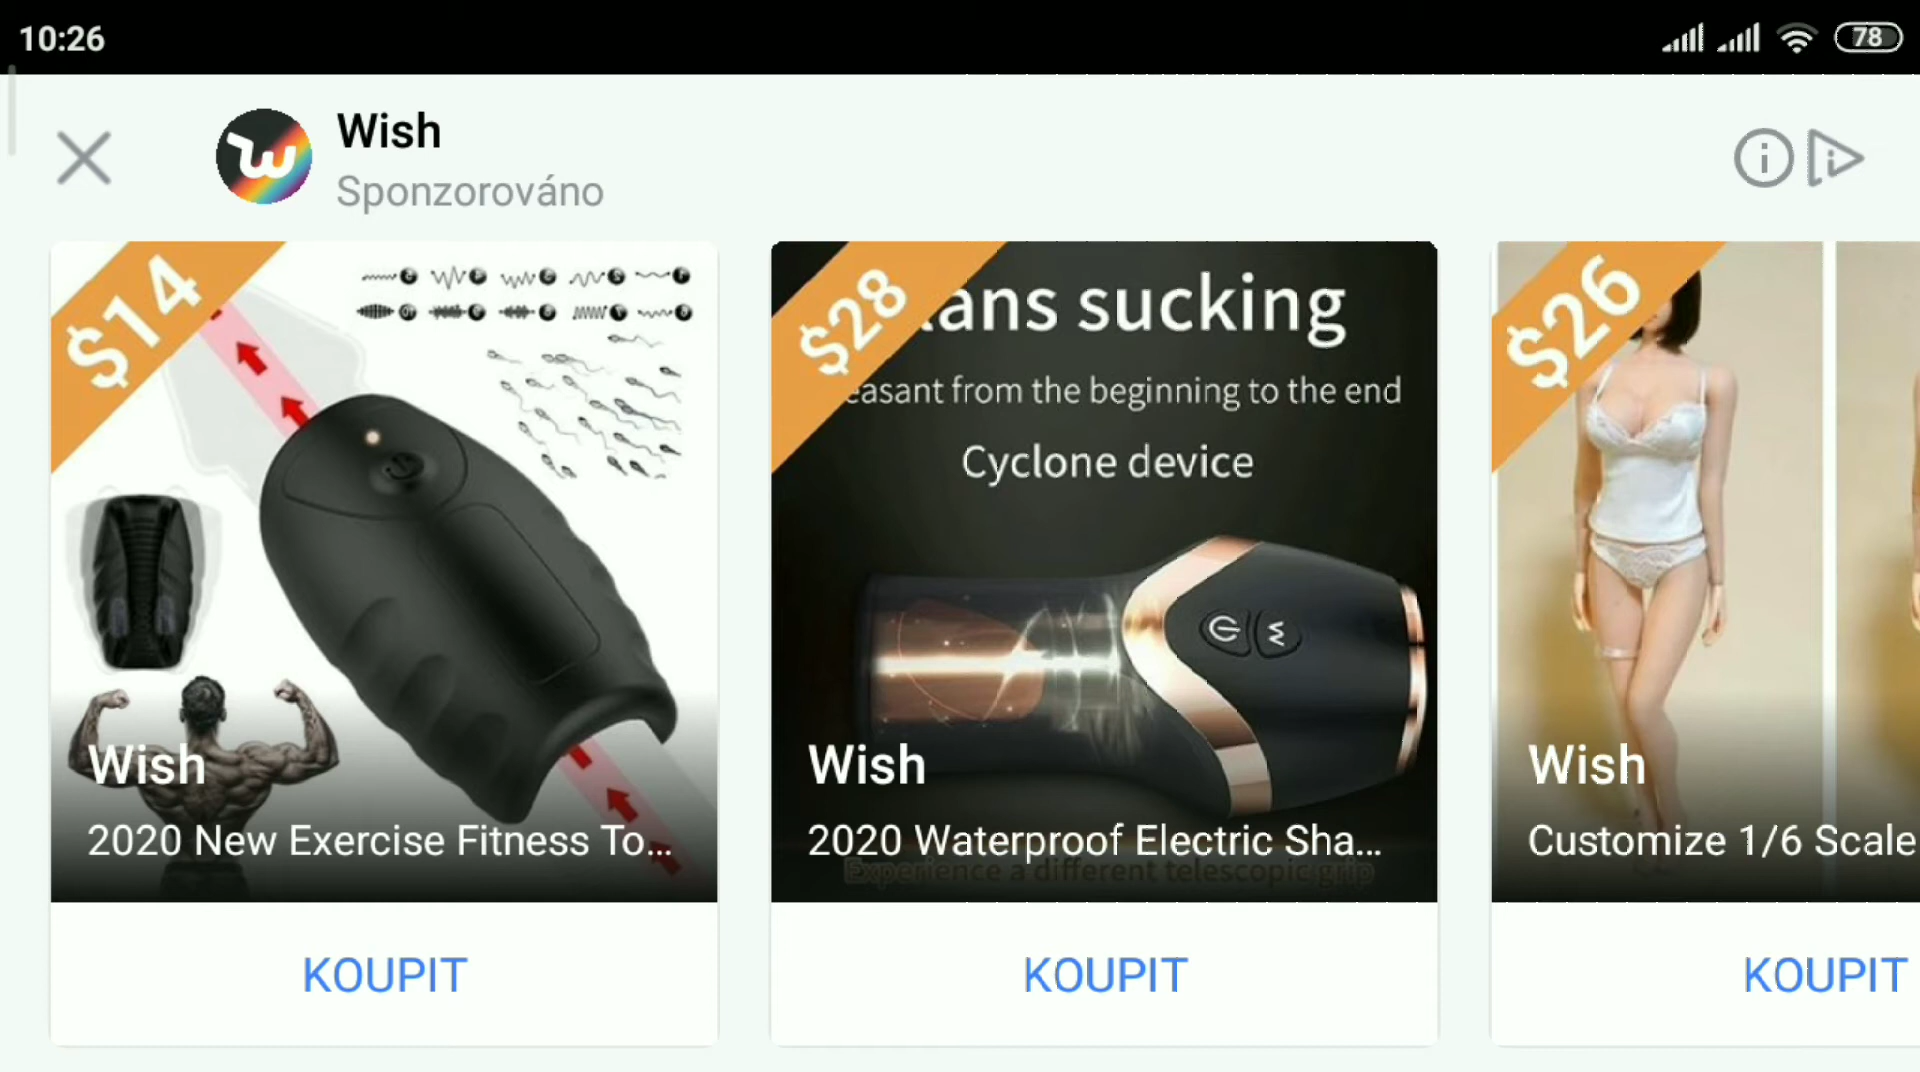 10:26
78
Wish
Sponzorováno
$14
Wish
2020 New Exercise Fitness To...
KOUPIT
$28
ans sucking
easant from the beginning to the end
Cyclone device
Wish
2020 Waterproof Electric Sha...
Experience a different telescopic grip
KOUPIT
$26
Wish
Customize 1/6 Scale
KOUPIT